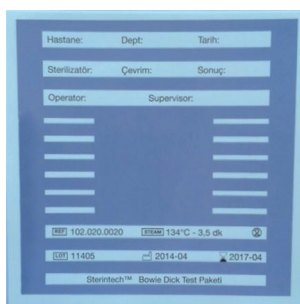 Hastane: Dept: Tarih:
Sterilizatör: Çevrim: Sonuç:
Operator: Supervisor:
REF 102.020.0020 STEAM 134°C - 3,5 dk 2
LOT 11405 2014-04 2017-04
Sterintech™ Bowie Dick Test Paketi